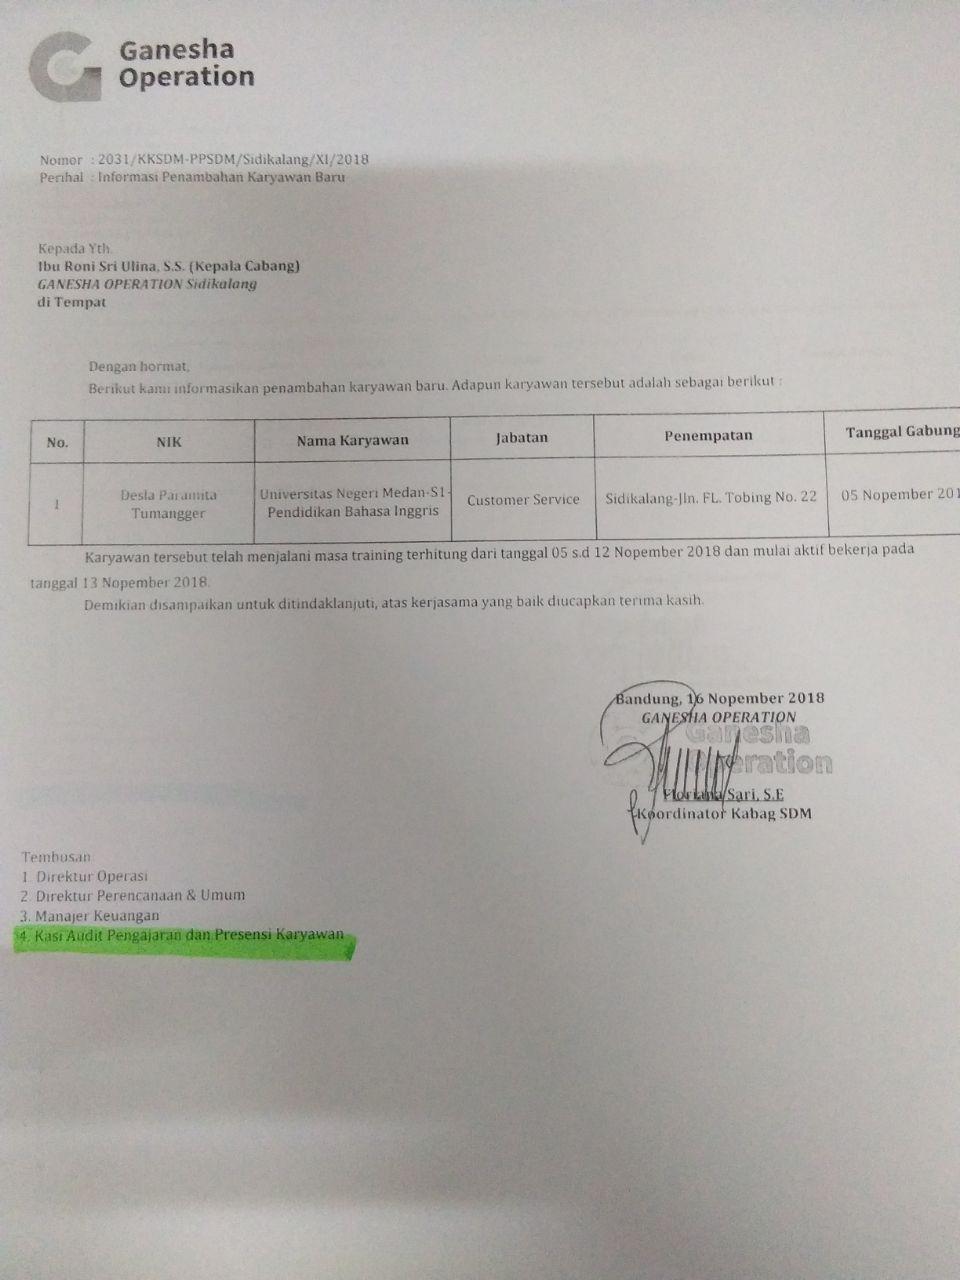 Ganesha
Operation
Nomor : 2031/KKSDM-PPSDM/Sidikalang/XI/2018
Perihal : Informasi Penambahan Karyawan Baru
Kepada Yth.
Ibu Roni Sri Ulina, S.S. (Kepala Cabang)
GANESHA OPERATION Sidikalang
di Tempat
Dengan hormat,
Berikut kami informasikan penambahan karyawan baru. Adapun karyawan tersebut adalah sebagai berikut :
No. NIK Nama Karyawan Jabatan Penempatan Tanggal Gabung
1 Desla Paramita Tumangger Universitas Negeri Medan-S1-Pendidikan Bahasa Inggris Customer Service Sidikalang-Jln. FL. Tobing No. 22 05 Nopember 201
Karyawan tersebut telah menjalani masa training terhitung dari tanggal 05 s.d 12 Nopember 2018 dan mulai aktif bekerja pada
tanggal 13 Nopember 2018.
Demikian disampaikan untuk ditindaklanjuti, atas kerjasama yang baik diucapkan terima kasih.
Bandung, 16 Nopember 2018
GANESHA OPERATION
Ganesha
Operation
Floriana Sari, S.E
Koordinator Kabag SDM
Tembusan
1. Direktur Operasi
2. Direktur Perencanaan & Umum
3. Manajer Keuangan
4. Kasi Audit Pengajaran dan Presensi Karyawan